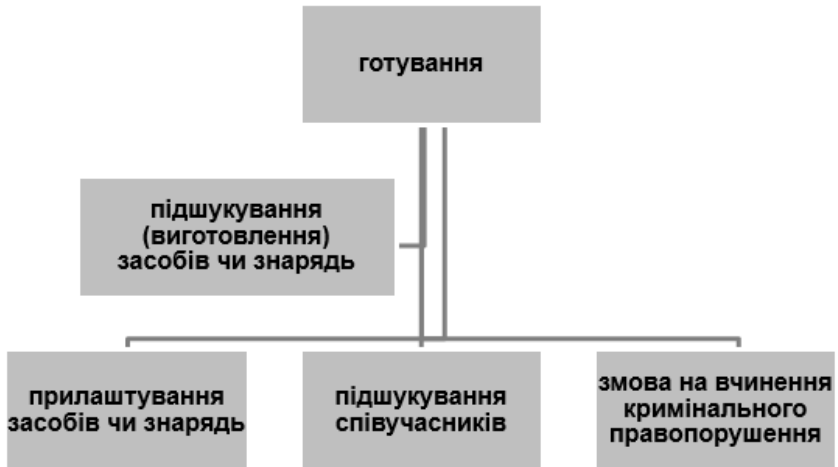 готування
підшукування
(виготовлення)
засобів чи знарядь
прилаштування
засобів чи знарядь
підшукування
співучасників
змова на вчинення
кримінального
правопорушення